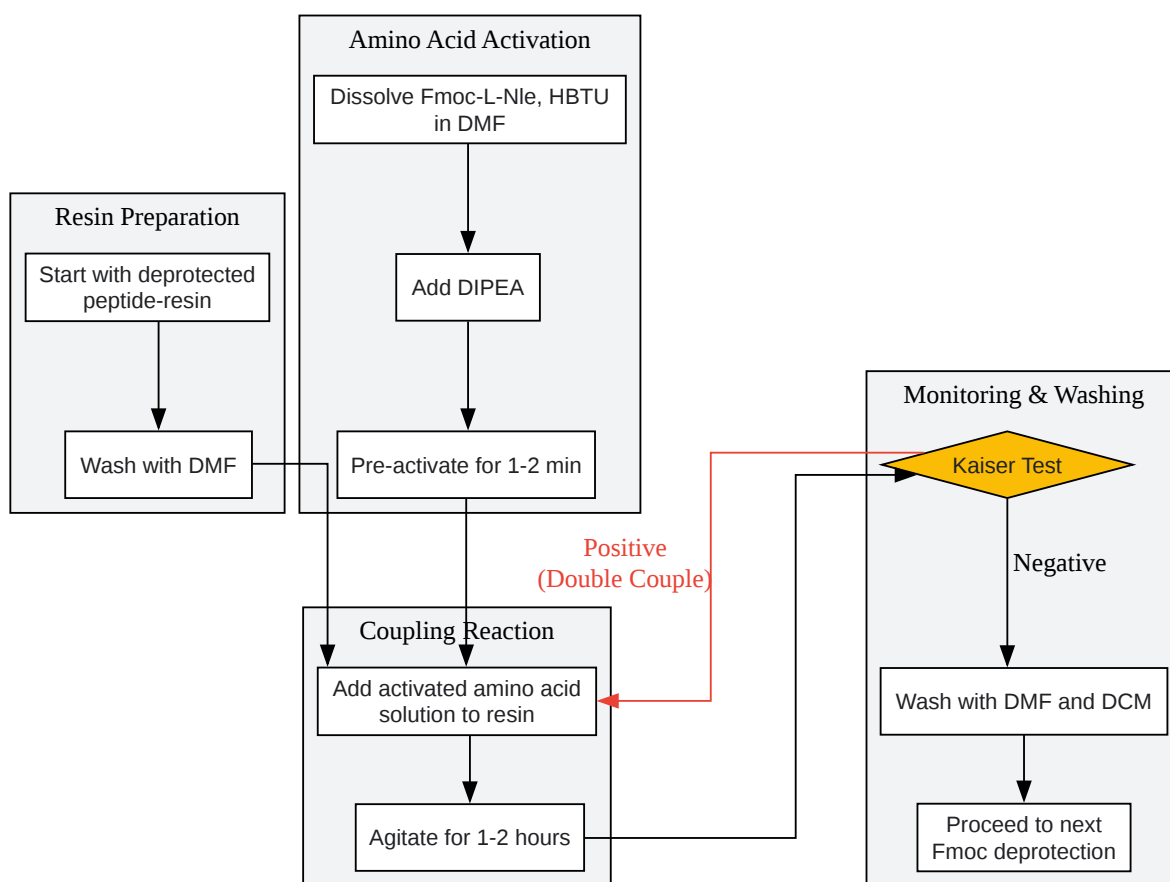 Amino Acid Activation
Dissolve Fmoc-L-Nle, HBTU
in DMF
Add DIPEA
Pre-activate for 1-2 min
Resin Preparation
Start with deprotected
peptide-resin
Wash with DMF
Coupling Reaction
Add activated amino acid
solution to resin
Agitate for 1-2 hours
Positive
(Double Couple)
Monitoring & Washing
Kaiser Test
Negative
Wash with DMF and DCM
Proceed to next
Fmoc deprotection